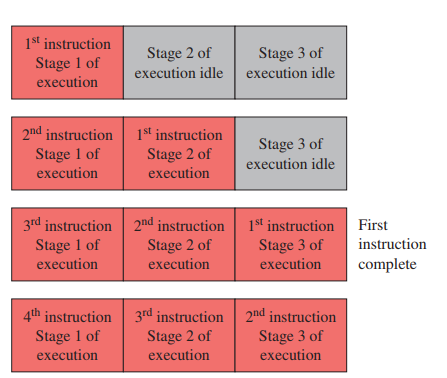 1st instruction
Stage 1 of
execution
Stage 2 of
execution idle
Stage 3 of
execution idle
2nd instruction
Stage 1 of
execution
1st instruction
Stage 2 of
execution
Stage 3 of
execution idle
3rd instruction
Stage 1 of
execution
2nd instruction
Stage 2 of
execution
1st instruction
Stage 3 of
execution
First
instruction
complete
4th instruction
Stage 1 of
execution
3rd instruction
Stage 2 of
execution
2nd instruction
Stage 3 of
execution